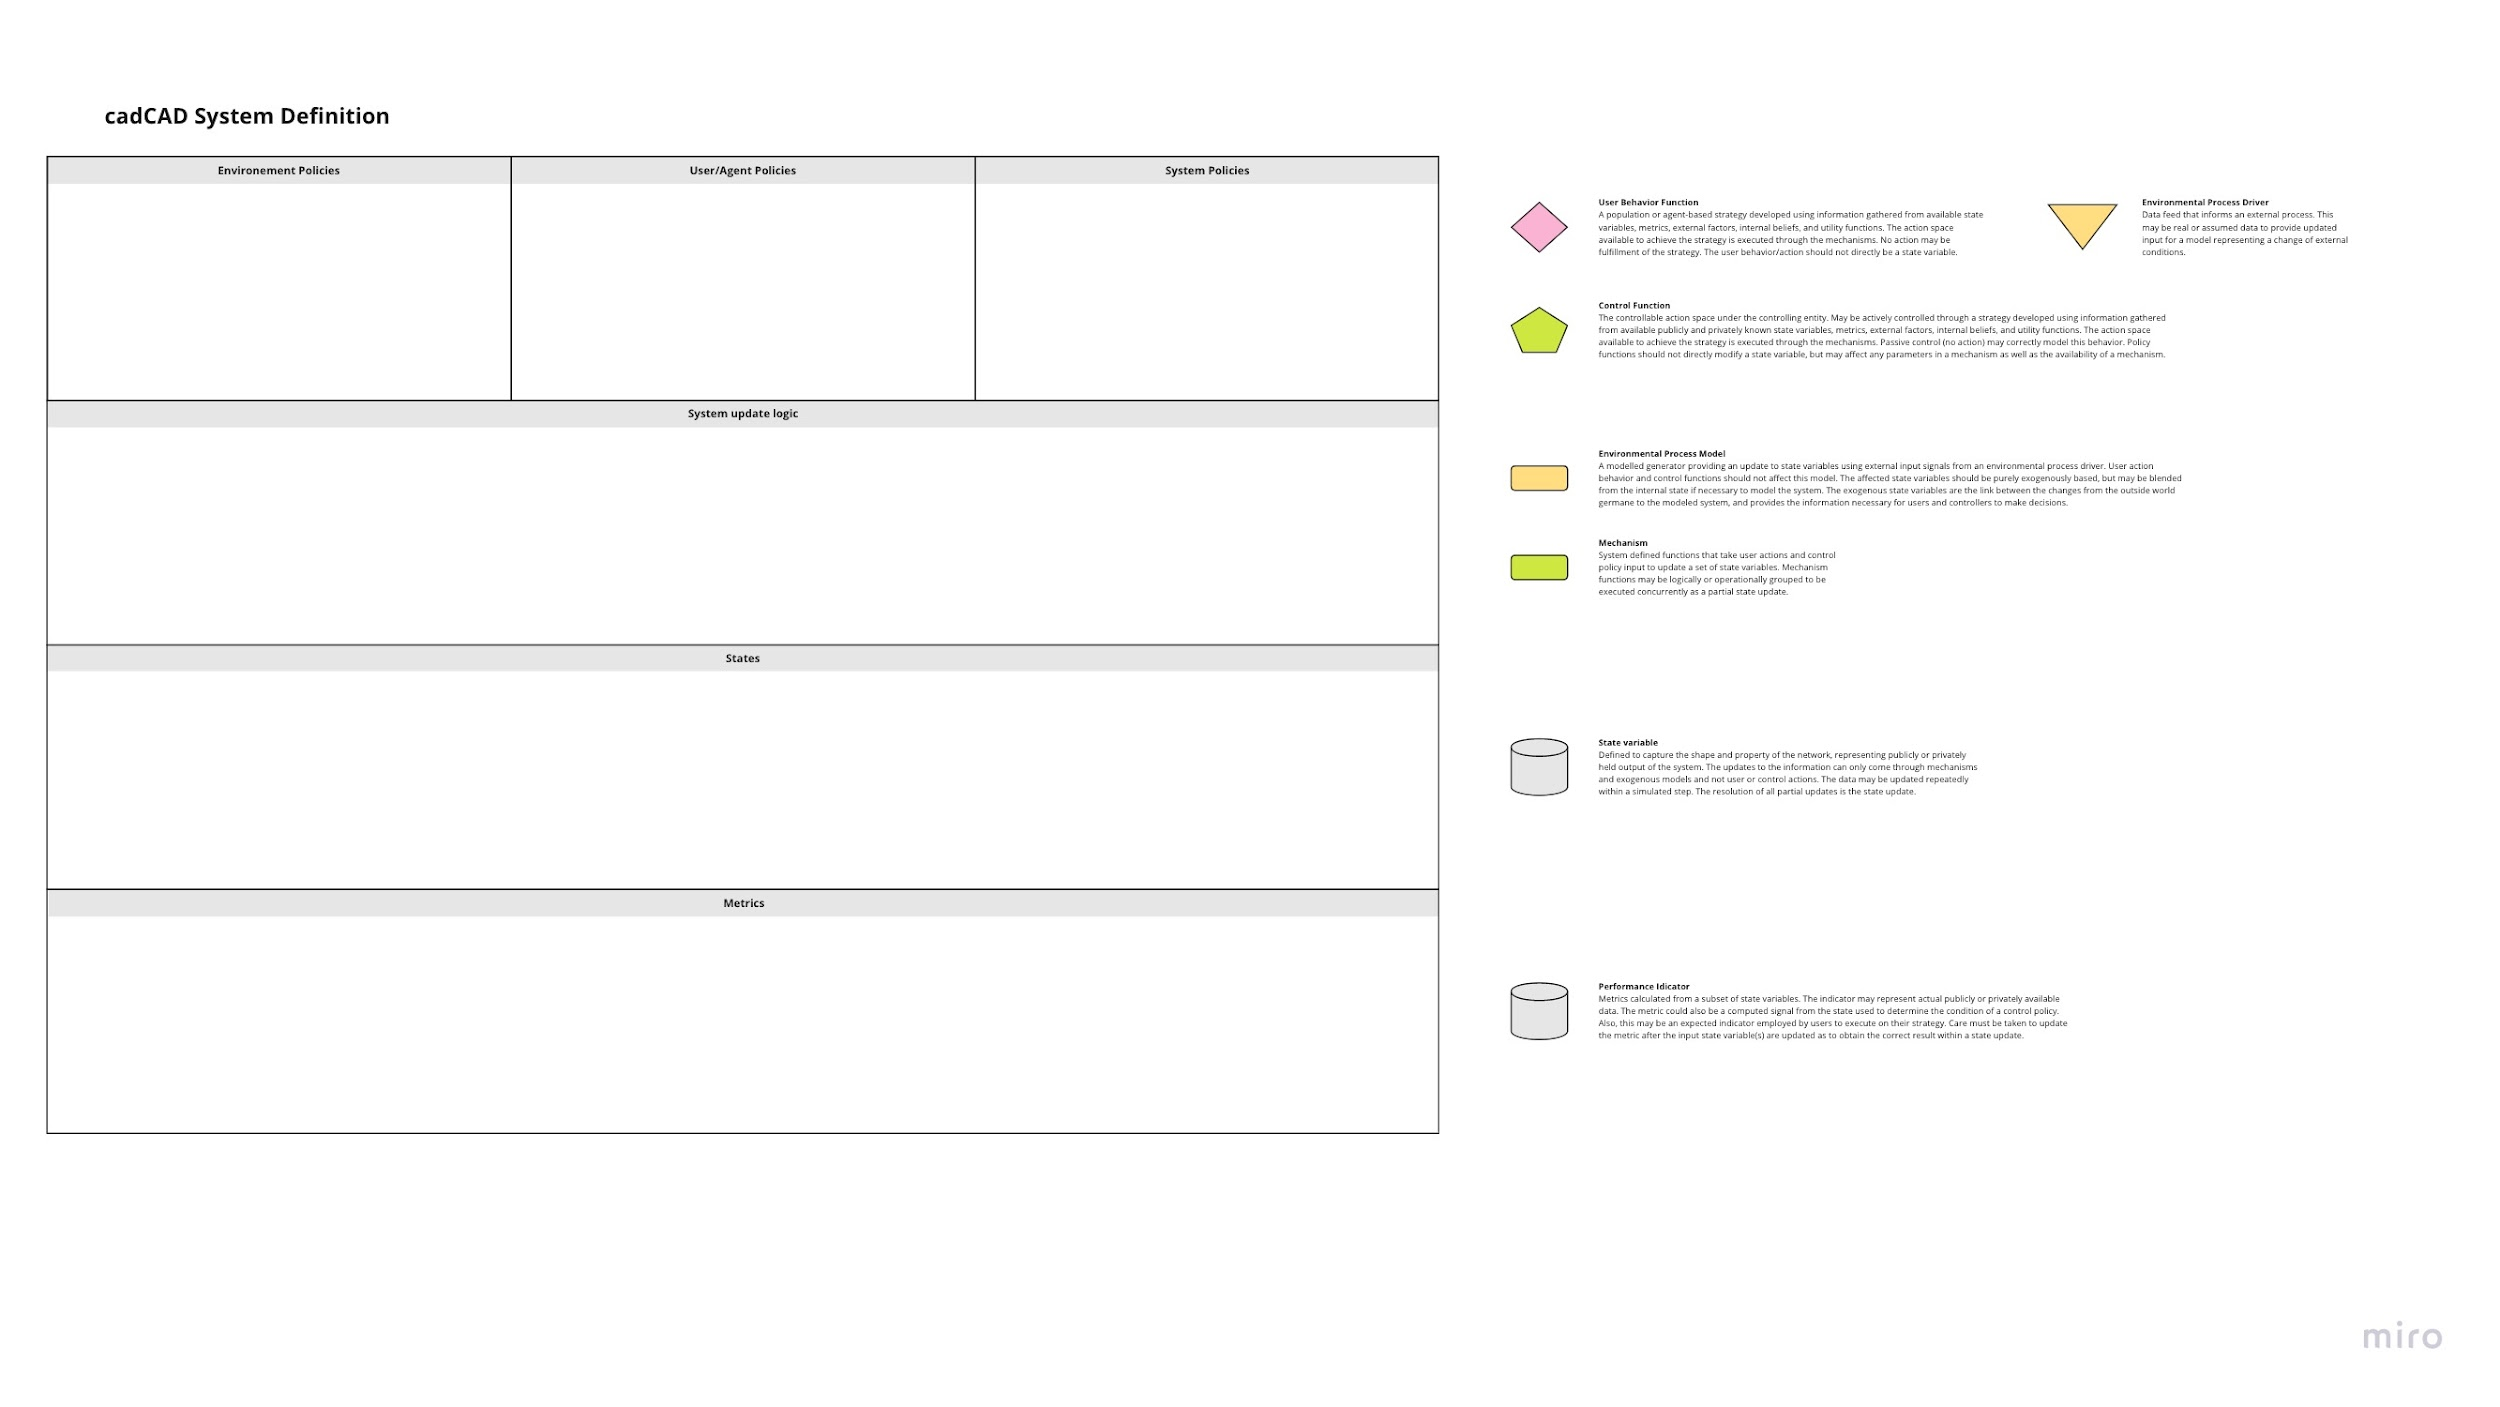 cadCAD System Definition
Environement Policies
User/Agent Policies
System Policies
System update logic
States
Metrics
User Behavior Function
A population or agent-based strategy developed using information gathered from available state
variables, metrics, external factors, internal beliefs, and utility functions. The action space
available to achieve the strategy is executed through the mechanisms. No action may be
fulfillment of the strategy. The user behavior/action should not directly be a state variable.
Environmental Process Driver
Data feed that informs an external process. This
may be real or assumed data to provide updated
input for a model representing a change of external
conditions.
Control Function
The controllable action space under the controlling entity. May be actively controlled through a strategy developed using information gathered
from available publicly and privately known state variables, metrics, external factors, internal beliefs, and utility functions. The action space
available to achieve the strategy is executed through the mechanisms. Passive control (no action) may correctly model this behavior. Policy
functions should not directly modify a state variable, but may affect any parameters in a mechanism as well as the availability of a mechanism.
Environmental Process Model
A modelled generator providing an update to state variables using external input signals from an environmental process driver. User action
behavior and control functions should not affect this model. The affected state variables should be purely exogenously based, but may be blended
from the internal state if necessary to model the system. The exogenous state variables are the link between the changes from the outside world
germane to the modeled system, and provides the information necessary for users and controllers to make decisions.
Mechanism
System defined functions that take user actions and control
policy input to update a set of state variables. Mechanism
functions may be logically or operationally grouped to be
executed concurrently as a partial state update.
State variable
Defined to capture the shape and property of the network, representing publicly or privately
held output of the system. The updates to the information can only come through mechanisms
and exogenous models and not user or control actions. The data may be updated repeatedly
within a simulated step. The resolution of all partial updates is the state update.
Performance Idicator
Metrics calculated from a subset of state variables. The indicator may represent actual publicly or privately available
data. The metric could also be a computed signal from the state used to determine the condition of a control policy.
Also, this may be an expected indicator employed by users to execute on their strategy. Care must be taken to update
the metric after the input state variable(s) are updated as to obtain the correct result within a state update.
miro